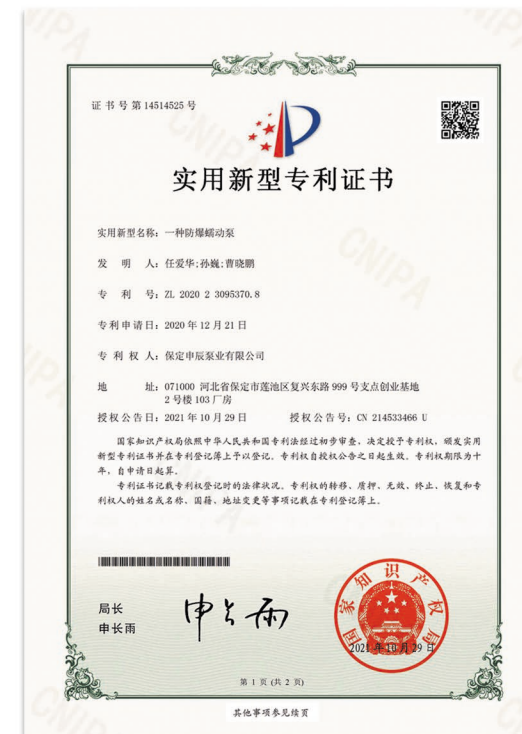 证书号第14514525号
实用新型专利证书
实用新型名称：一种防爆蠕动泵
发明人：任爱华;孙巍;曹晓鹏
专利号：ZL 2020 2 3095370.8
专利申请日：2020年12月21日
专利权人：保定申辰泵业有限公司
地址：071000 河北省保定市莲池区复兴东路999号支点创业基地
2号楼103厂房
授权公告日：2021年10月29日 授权公告号：CN 214533466 U
国家知识产权局依照中华人民共和国专利法经过初步审查，决定授予专利权，颁发实用
新型专利证书并在专利登记簿上予以登记。专利权自授权公告之日起生效。专利权期限为十
年，自申请日起算。
专利证书记载专利权登记时的法律状况。专利权的转移、质押、无效、终止、恢复和专
利权人的姓名或名称、国籍、地址变更等事项记载在专利登记簿上。
局长
申长雨
申长雨
国家知识产权局
2021年10月29日
第 1 页 (共 2 页)
其他事项参见续页
CNIPA